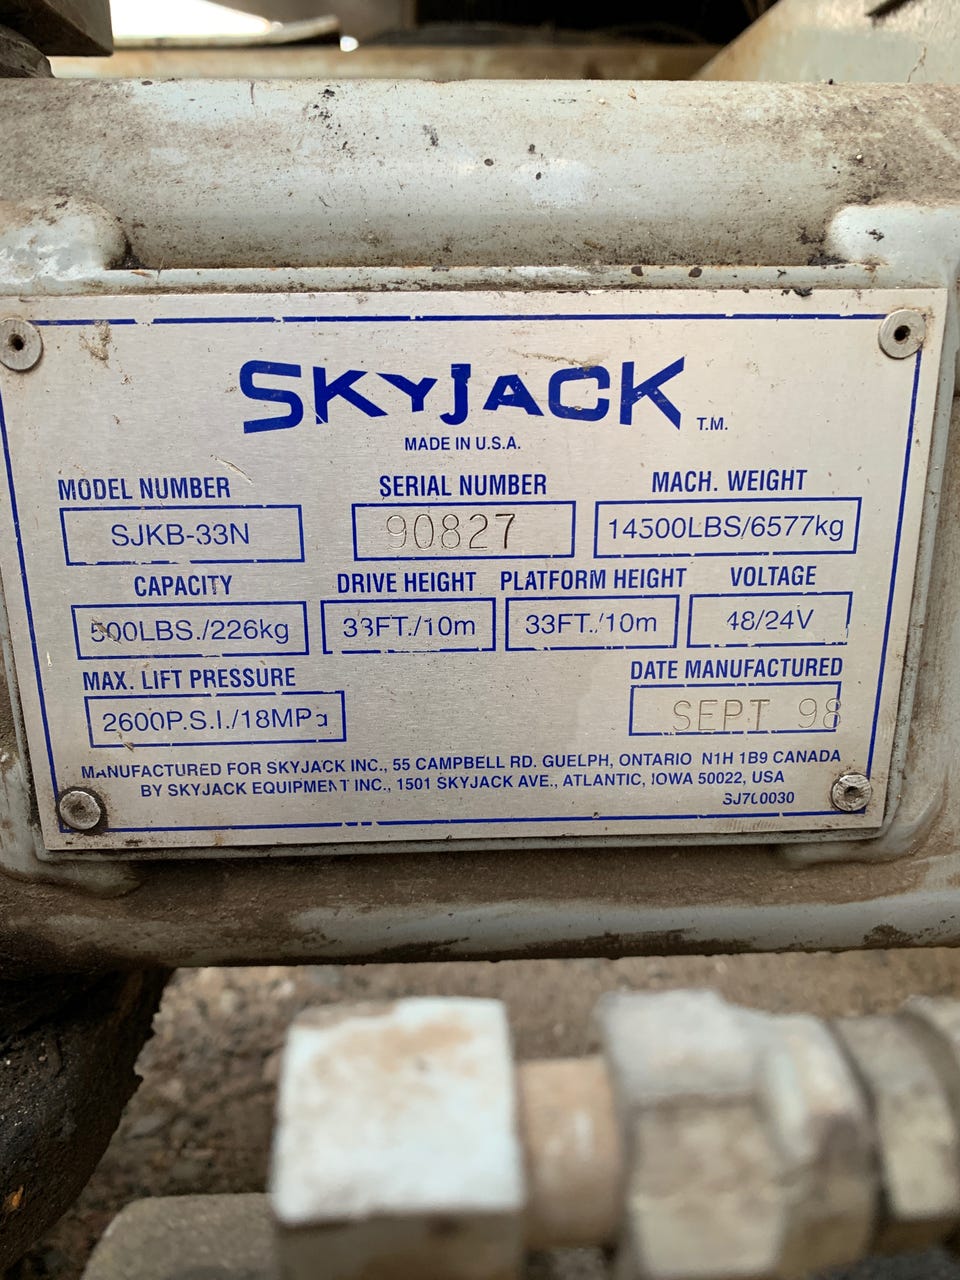 SKYJACK T.M.
MADE IN U.S.A.
MODEL NUMBER SERIAL NUMBER MACH. WEIGHT
SJKB-33N 90827 14500LBS/6577kg
CAPACITY DRIVE HEIGHT PLATFORM HEIGHT VOLTAGE
500LBS./226kg 33FT./10m 33FT./10m 48/24V
MAX. LIFT PRESSURE DATE MANUFACTURED
2600P.S.I./18MPa SEPT 98
MANUFACTURED FOR SKYJACK INC., 55 CAMPBELL RD. GUELPH, ONTARIO N1H 1B9 CANADA
BY SKYJACK EQUIPMENT INC., 1501 SKYJACK AVE., ATLANTIC, IOWA 50022, USA
SJ700030